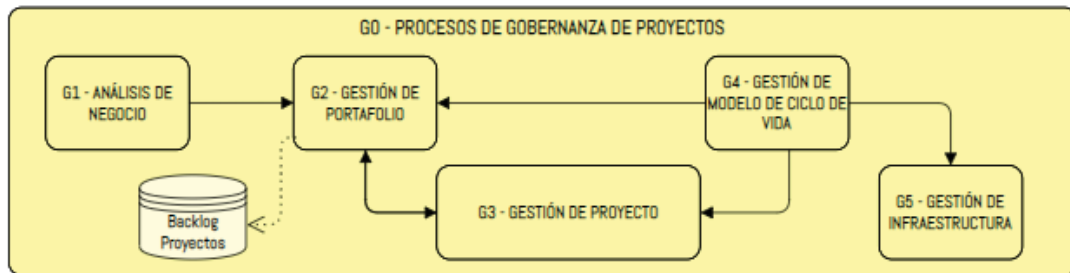 G0 - PROCESOS DE GOBERNANZA DE PROYECTOS
G1 - ANÁLISIS DE
NEGOCIO
G2 - GESTIÓN DE
PORTAFOLIO
G4 - GESTIÓN DE
MODELO DE CICLO DE
VIDA
Backlog
Proyectos
G3 - GESTIÓN DE PROYECTO
G5 - GESTIÓN DE
INFRAESTRUCTURA